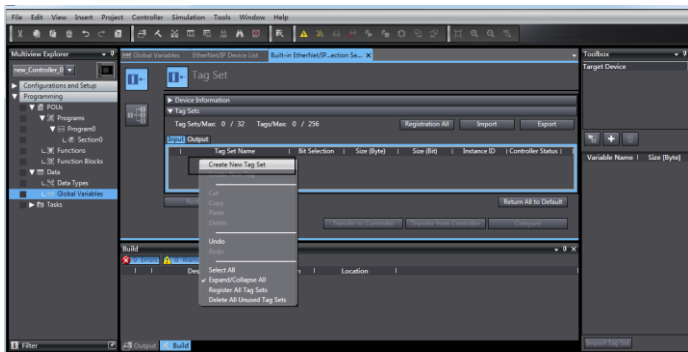 File Edit View Insert Project Controller Simulation Tools Window Help
Multiview Explorer
new_Controller_0
Configurations and Setup
Programming
POUs
Programs
Program0
Section0
Functions
Function Blocks
Data
Data Types
Global Variables
Tasks
Filter
Global Variables EtherNet/IP Device List Built-in EtherNet/IP...ection Se... X
Tag Set
Device Information
Tag Sets
Tag Sets/Max: 0 / 32 Tags/Max: 0 / 256 Registration All Import Export
Input Output
Tag Set Name Bit Selection Size (Byte) Size (Bit) Instance ID Controller Status
Create New Tag Set
Create New Tag
Cut
Copy
Paste
Delete
Undo
Redo
Select All
Expand/Collapse All
Register All Tag Sets
Delete All Unused Tag Sets
Return All to Default
Transfer to Controller Transfer from Controller Compare
Build
0 Errors 0
Location
Output Build
Toolbox
Target Device
Variable Name Size (Byte)
Import Tag Set